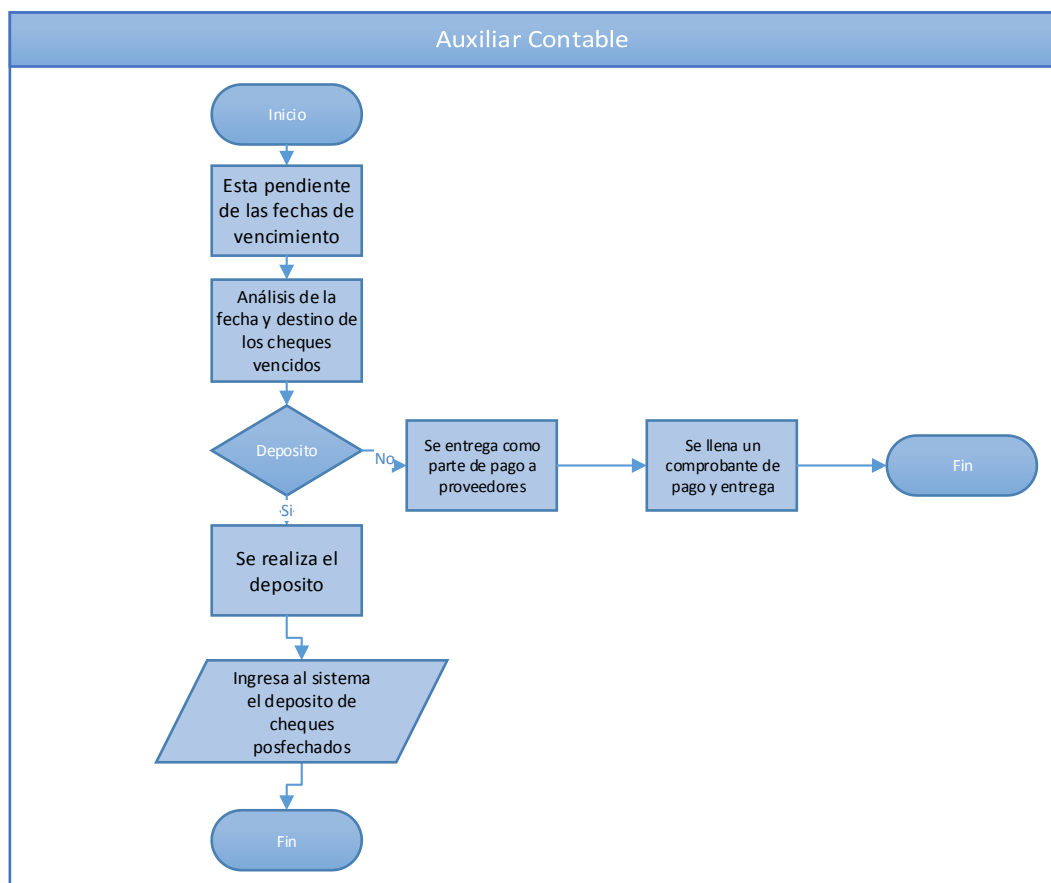 Auxiliar Contable
Inicio
Esta pendiente
de las fechas de
vencimiento
Análisis de la
fecha y destino de
los cheques
vencidos
Deposito
No
Se entrega como
parte de pago a
proveedores
Se llena un
comprobante de
pago y entrega
Fin
Si
Se realiza el
deposito
Ingresa al sistema
el deposito de
cheques
posfechados
Fin